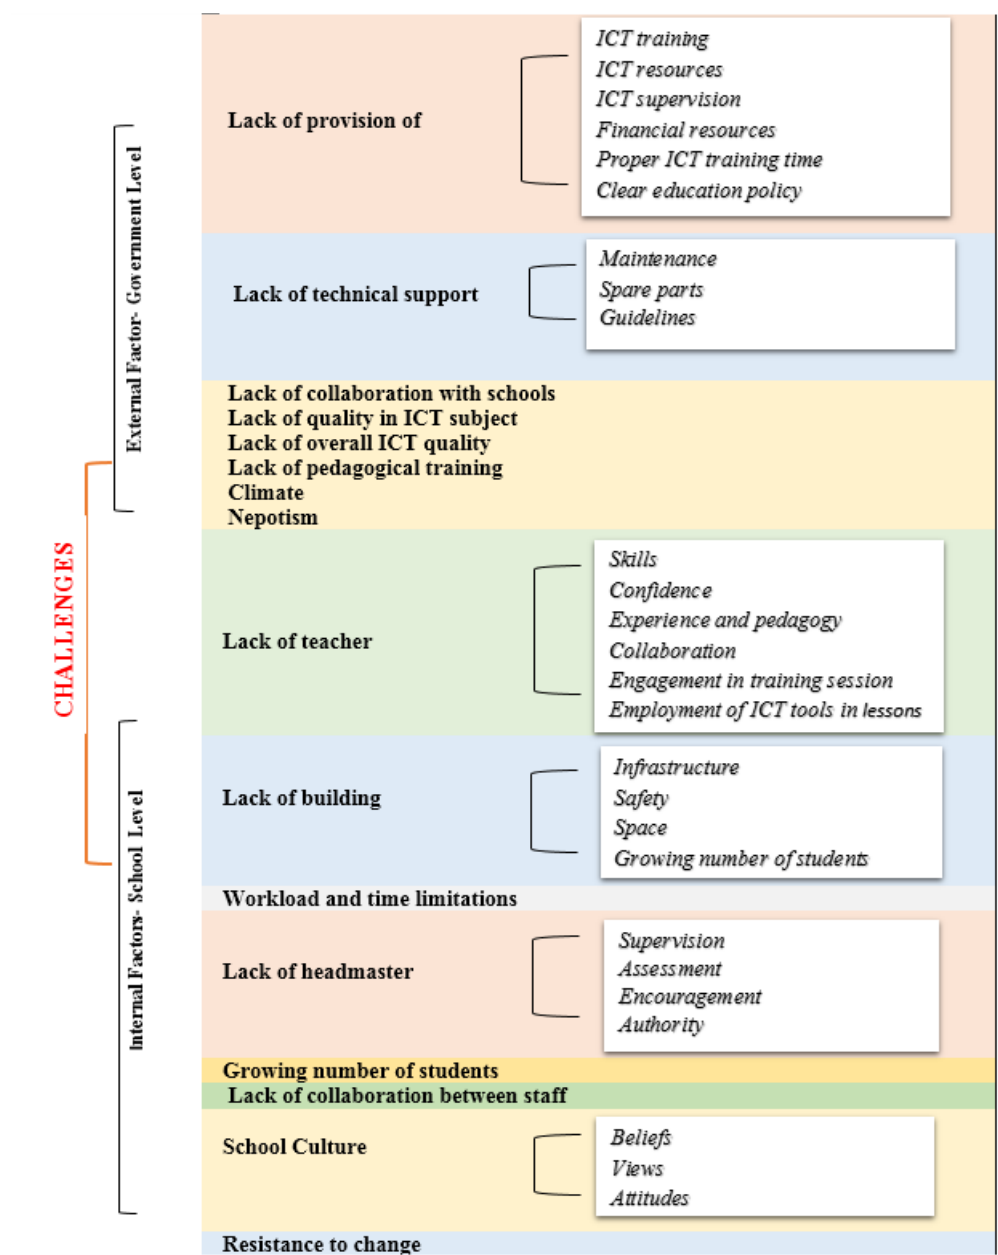 CHALLENGES
External Factor- Government Level
Lack of provision of
ICT training
ICT resources
ICT supervision
Financial resources
Proper ICT training time
Clear education policy
Lack of technical support
Maintenance
Spare parts
Guidelines
Lack of collaboration with schools
Lack of quality in ICT subject
Lack of overall ICT quality
Lack of pedagogical training
Climate
Nepotism
Internal Factors- School Level
Lack of teacher
Skills
Confidence
Experience and pedagogy
Collaboration
Engagement in training session
Employment of ICT tools in lessons
Lack of building
Infrastructure
Safety
Space
Growing number of students
Workload and time limitations
Lack of headmaster
Supervision
Assessment
Encouragement
Authority
Growing number of students
Lack of collaboration between staff
School Culture
Beliefs
Views
Attitudes
Resistance to change